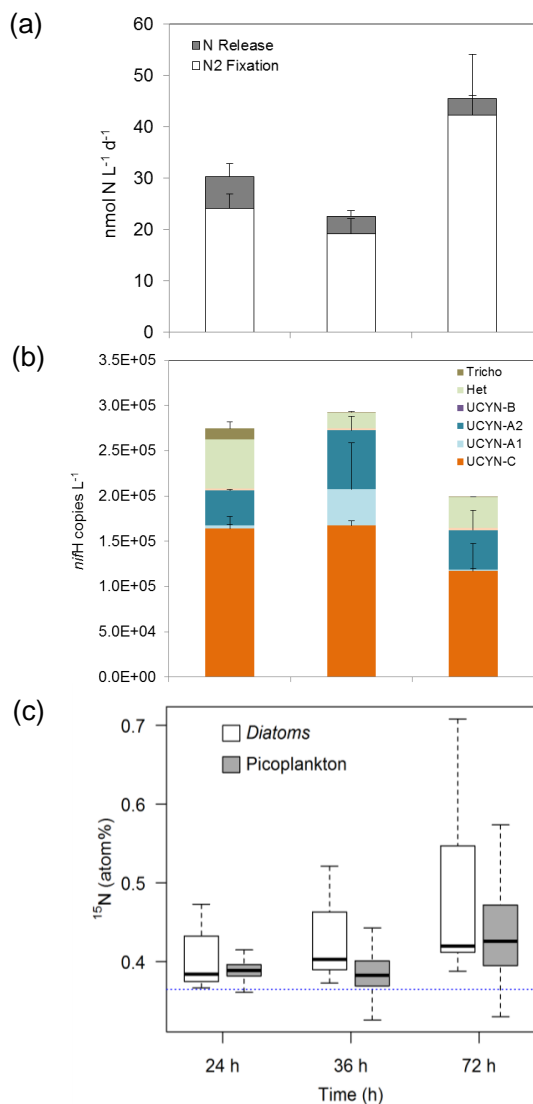 (a)
60
50
40
30
20
10
0
nmol N L⁻¹ d⁻¹
N Release
N2 Fixation
(b)
3.5E+05
3.0E+05
2.5E+05
2.0E+05
1.5E+05
1.0E+05
5.0E+04
0.0E+00
nifH copies L⁻¹
Tricho
Het
UCYN-B
UCYN-A2
UCYN-A1
UCYN-C
(c)
0.7
0.6
0.5
0.4
¹⁵N (atom%)
Diatoms
Picoplankton
24 h 36 h 72 h
Time (h)